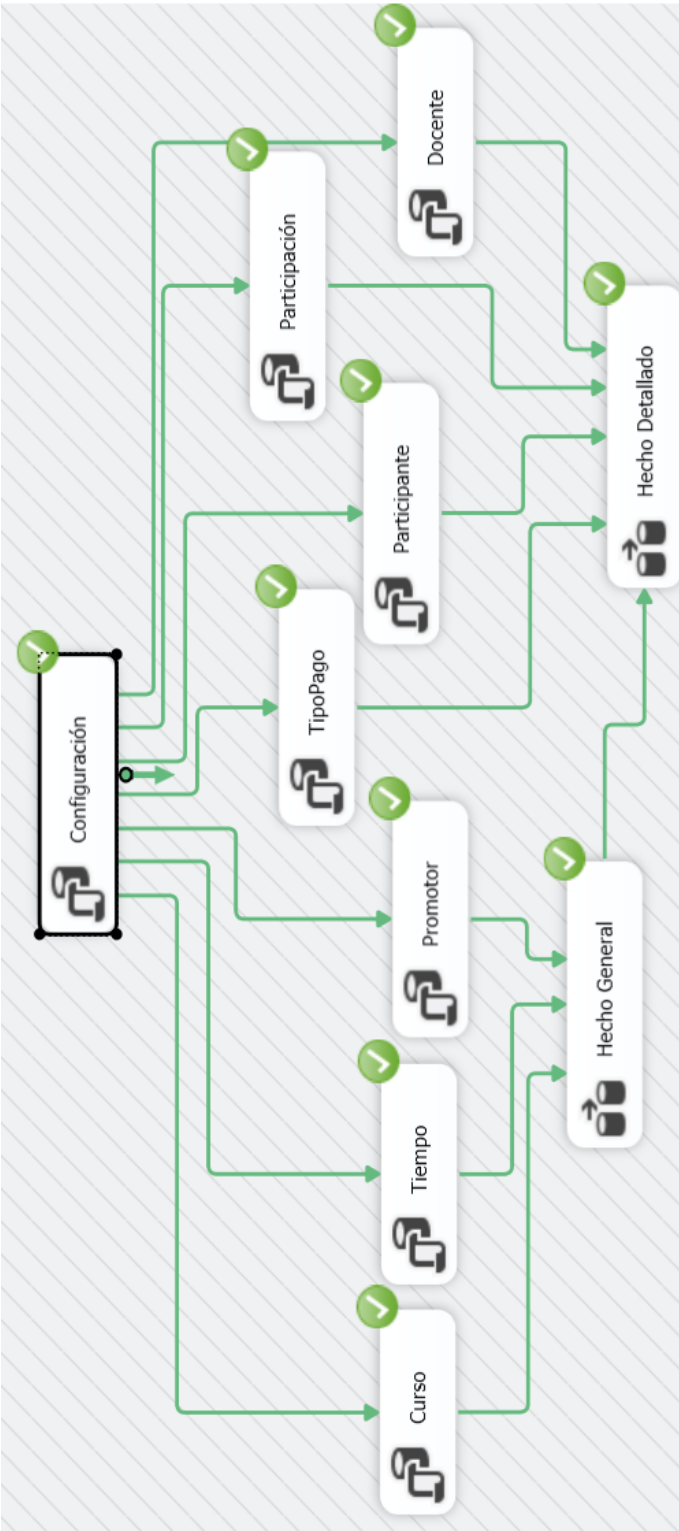 Configuración
Curso
Tiempo
Promotor
TipoPago
Participante
Participación
Docente
Hecho General
Hecho Detallado